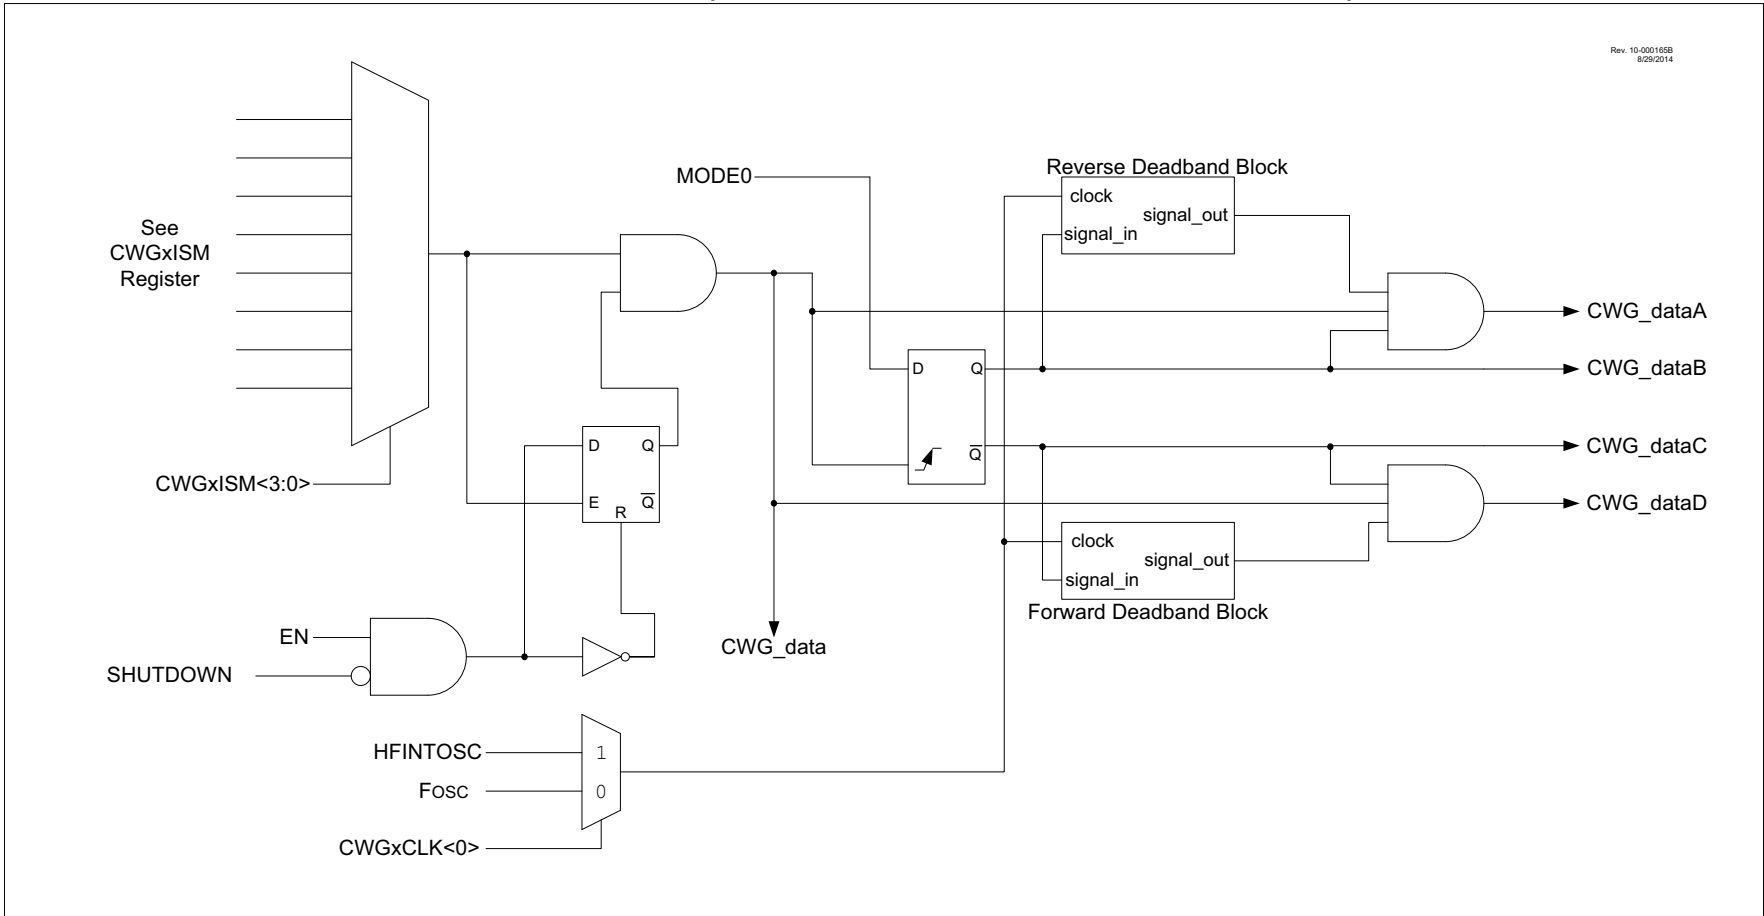 Rev. 10-000165B
8/29/2014
See
CWGxISM
Register
CWGxISM<3:0>
EN
SHUTDOWN
D
Q
E
R
Q
HFINTOSC
FOSC
1
0
CWGxCLK<0>
CWG_data
MODE0
D
Q
Q
Reverse Deadband Block
clock
signal_out
signal_in
clock
signal_out
signal_in
Forward Deadband Block
CWG_dataA
CWG_dataB
CWG_dataC
CWG_dataD